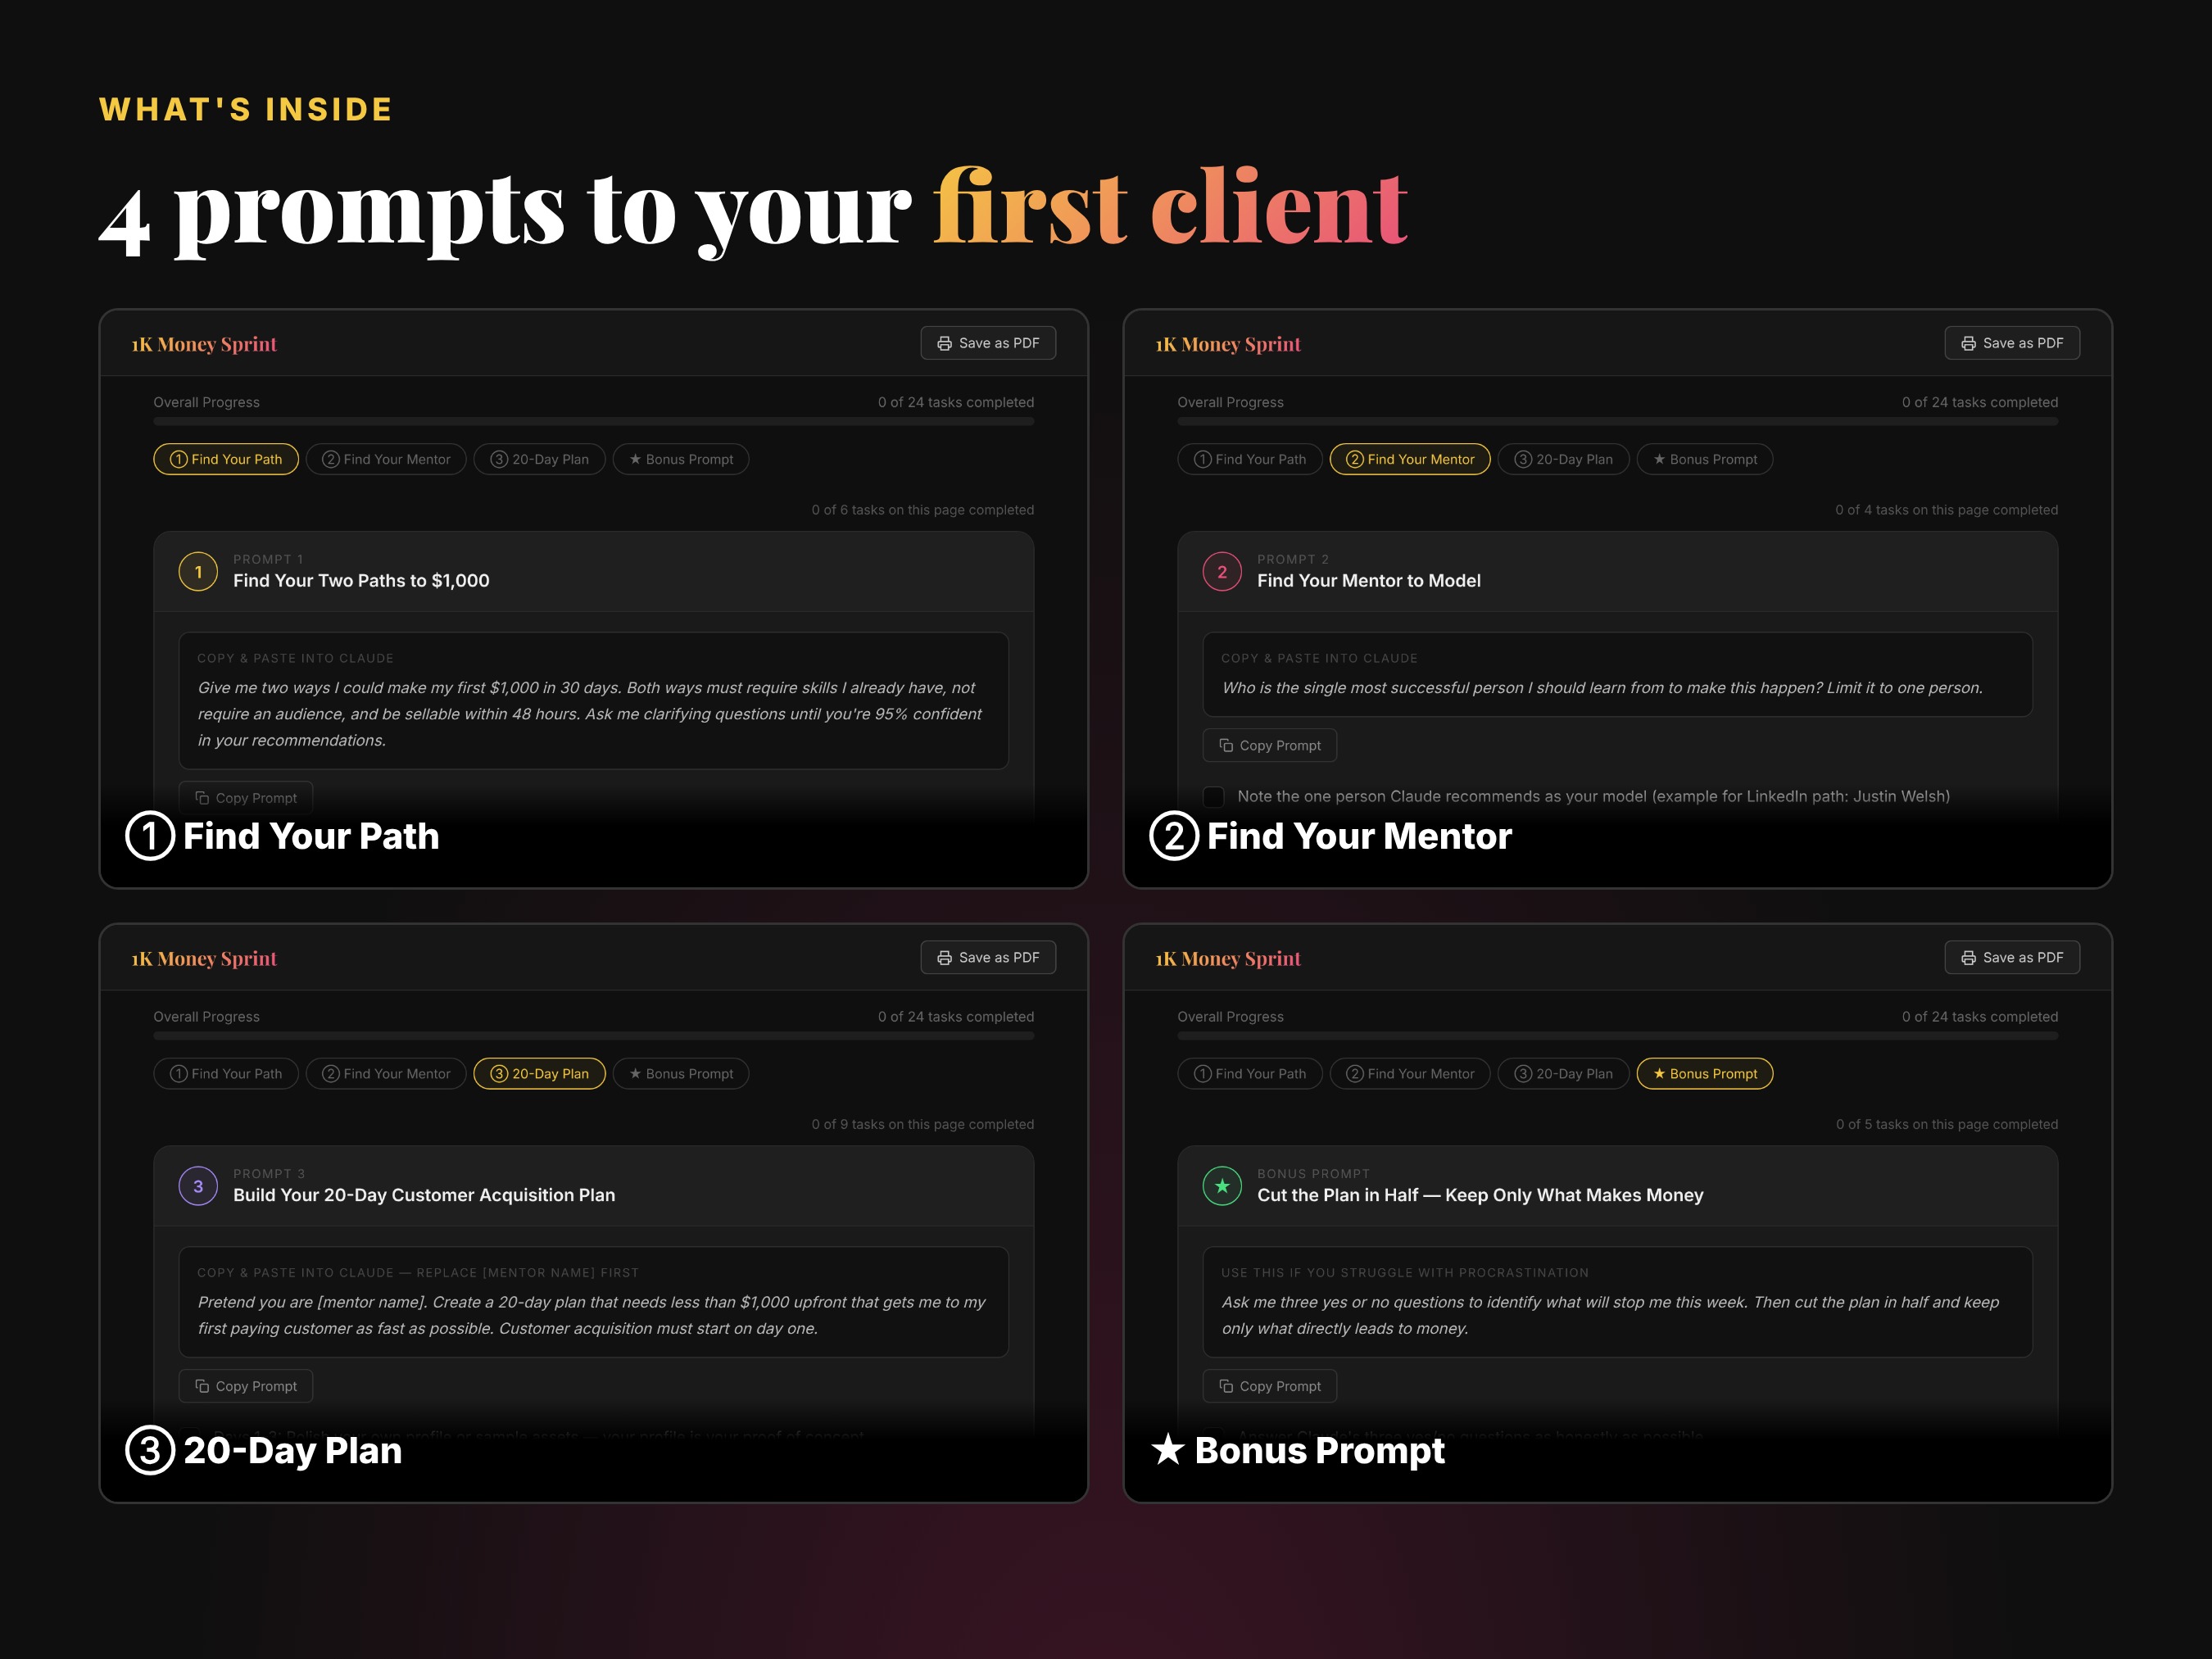 WHAT'S INSIDE
4 prompts to your first client
1K Money Sprint
Save as PDF
Overall Progress
0 of 24 tasks completed
① Find Your Path
② Find Your Mentor
③ 20-Day Plan
★ Bonus Prompt
0 of 6 tasks on this page completed
1
PROMPT 1
Find Your Two Paths to $1,000
COPY & PASTE INTO CLAUDE
Give me two ways I could make my first $1,000 in 30 days. Both ways must require skills I already have, not
require an audience, and be sellable within 48 hours. Ask me clarifying questions until you're 95% confident
in your recommendations.
Copy Prompt
① Find Your Path
1K Money Sprint
Save as PDF
Overall Progress
0 of 24 tasks completed
① Find Your Path
② Find Your Mentor
③ 20-Day Plan
★ Bonus Prompt
0 of 4 tasks on this page completed
2
PROMPT 2
Find Your Mentor to Model
COPY & PASTE INTO CLAUDE
Who is the single most successful person I should learn from to make this happen? Limit it to one person.
Copy Prompt
Note the one person Claude recommends as your model (example for LinkedIn path: Justin Welsh)
② Find Your Mentor
1K Money Sprint
Save as PDF
Overall Progress
0 of 24 tasks completed
① Find Your Path
② Find Your Mentor
③ 20-Day Plan
★ Bonus Prompt
0 of 9 tasks on this page completed
3
PROMPT 3
Build Your 20-Day Customer Acquisition Plan
COPY & PASTE INTO CLAUDE — REPLACE [MENTOR NAME] FIRST
Pretend you are [mentor name]. Create a 20-day plan that needs less than $1,000 upfront that gets me to my
first paying customer as fast as possible. Customer acquisition must start on day one.
Copy Prompt
③ 20-Day Plan
1K Money Sprint
Save as PDF
Overall Progress
0 of 24 tasks completed
① Find Your Path
② Find Your Mentor
③ 20-Day Plan
★ Bonus Prompt
0 of 5 tasks on this page completed
★
BONUS PROMPT
Cut the Plan in Half — Keep Only What Makes Money
USE THIS IF YOU STRUGGLE WITH PROCRASTINATION
Ask me three yes or no questions to identify what will stop me this week. Then cut the plan in half and keep
only what directly leads to money.
Copy Prompt
★ Bonus Prompt